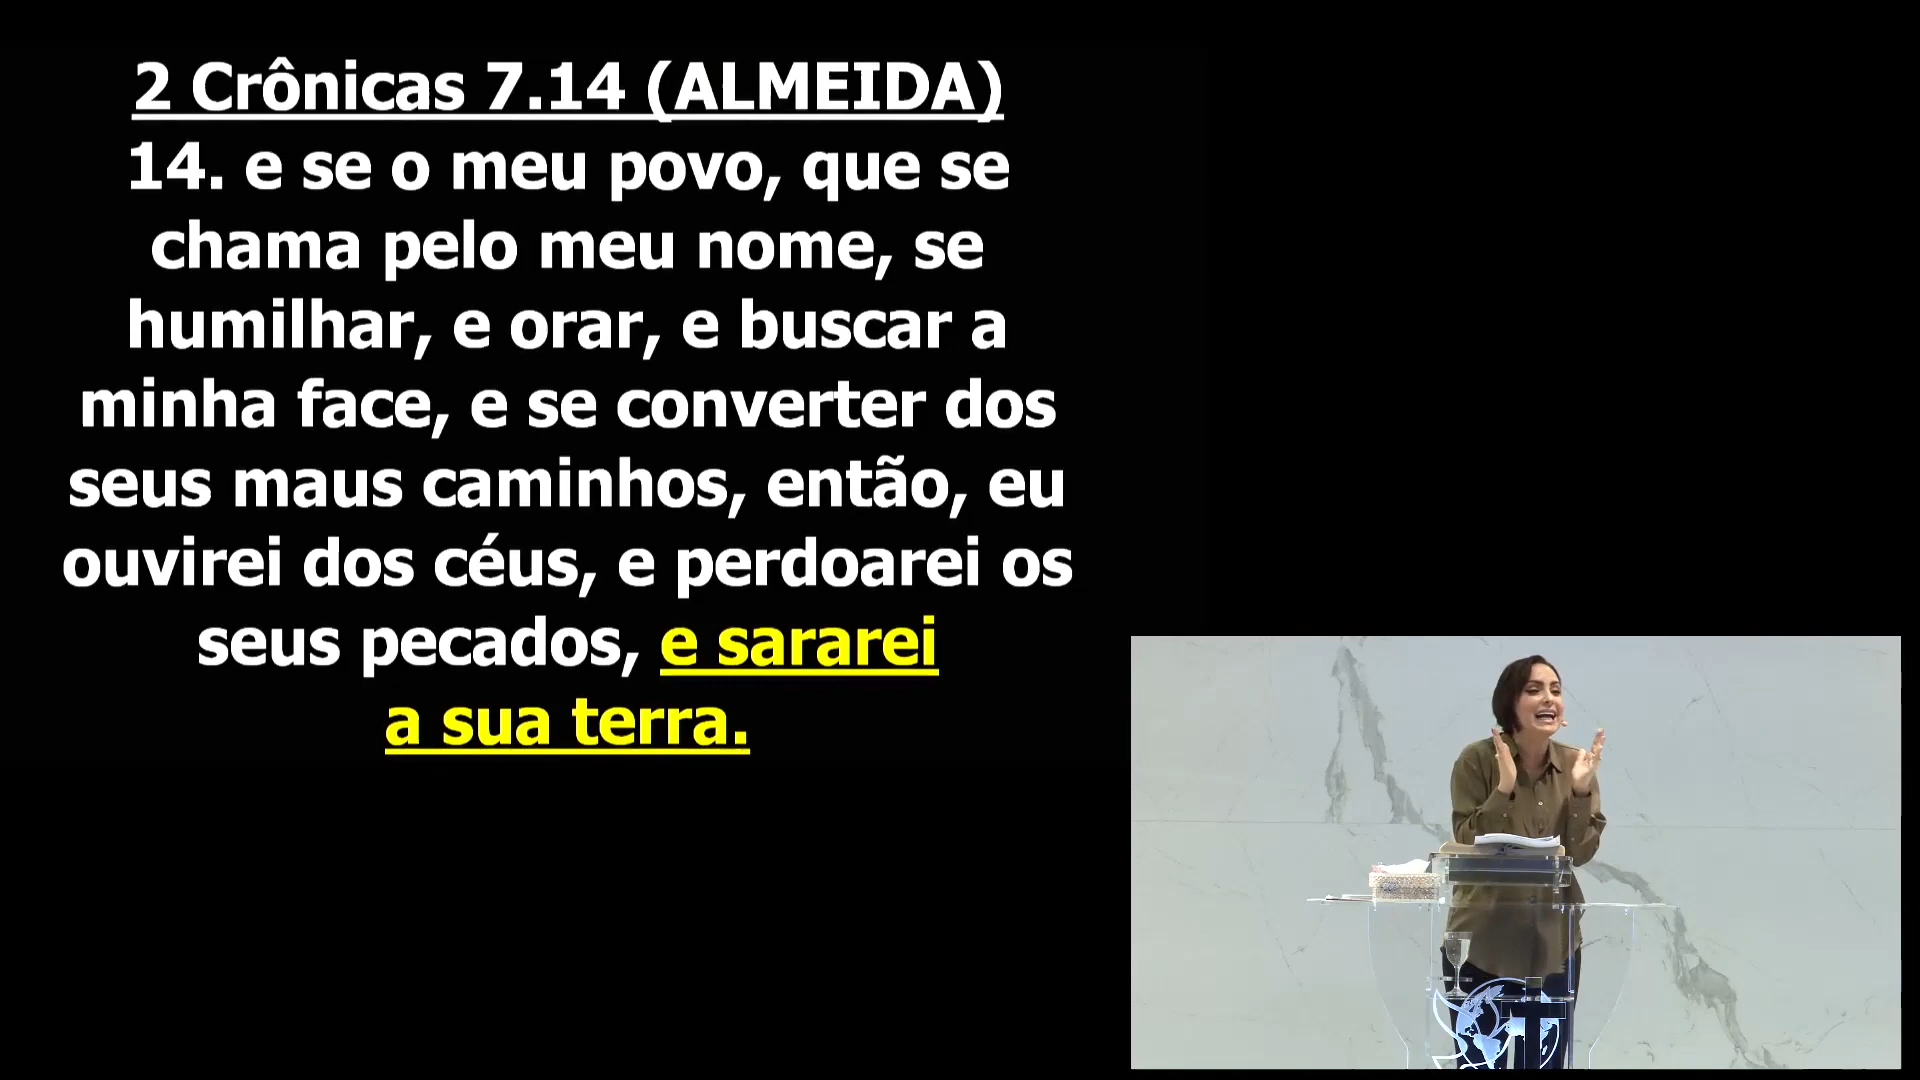 2 Crônicas 7.14 (ALMEIDA)
14. e se o meu povo, que se
chama pelo meu nome, se
humilhar, e orar, e buscar a
minha face, e se converter dos
seus maus caminhos, então, eu
ouvirei dos céus, e perdoarei os
seus pecados, e sararei
a sua terra.